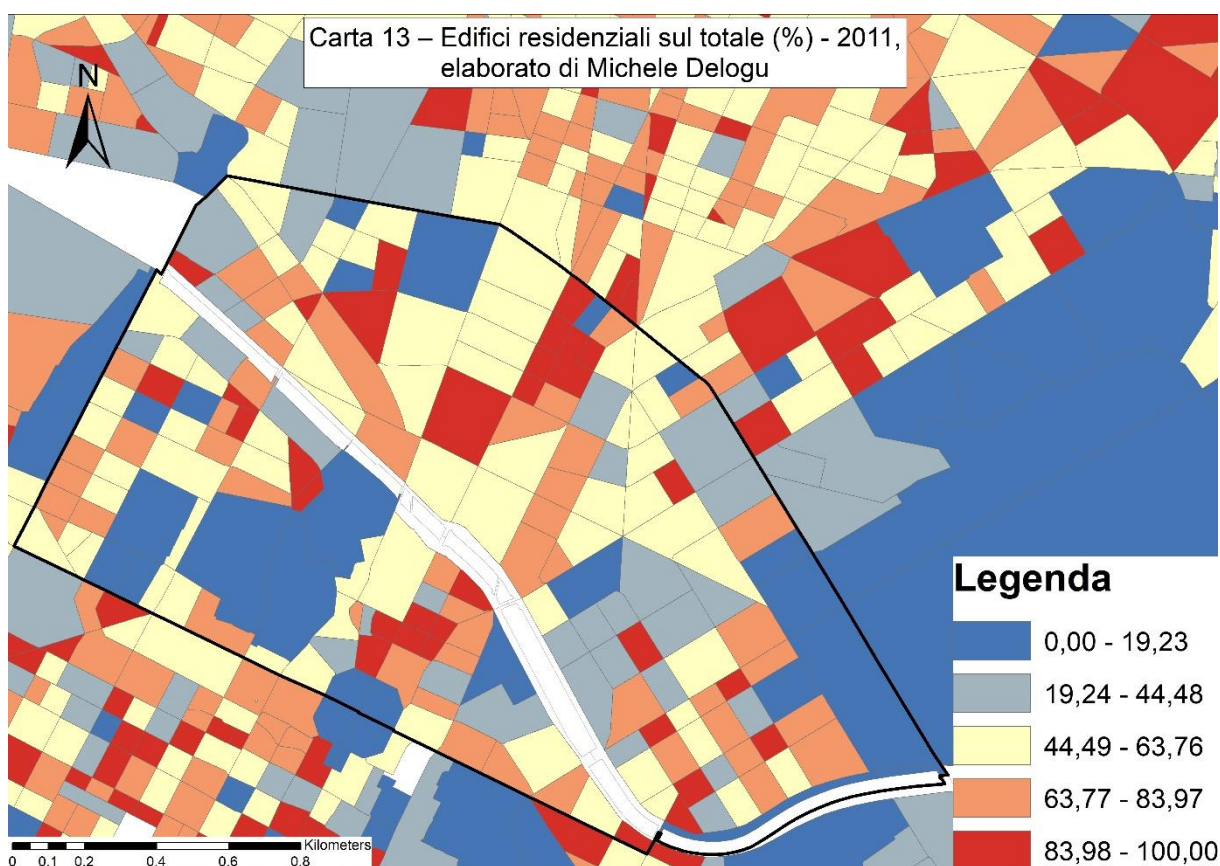 Carta 13 – Edifici residenziali sul totale (%) - 2011,
elaborato di Michele Delogu
N
Legenda
0,00 - 19,23
19,24 - 44,48
44,49 - 63,76
63,77 - 83,97
83,98 - 100,00
Kilometers
0 0.1 0.2 0.4 0.6 0.8